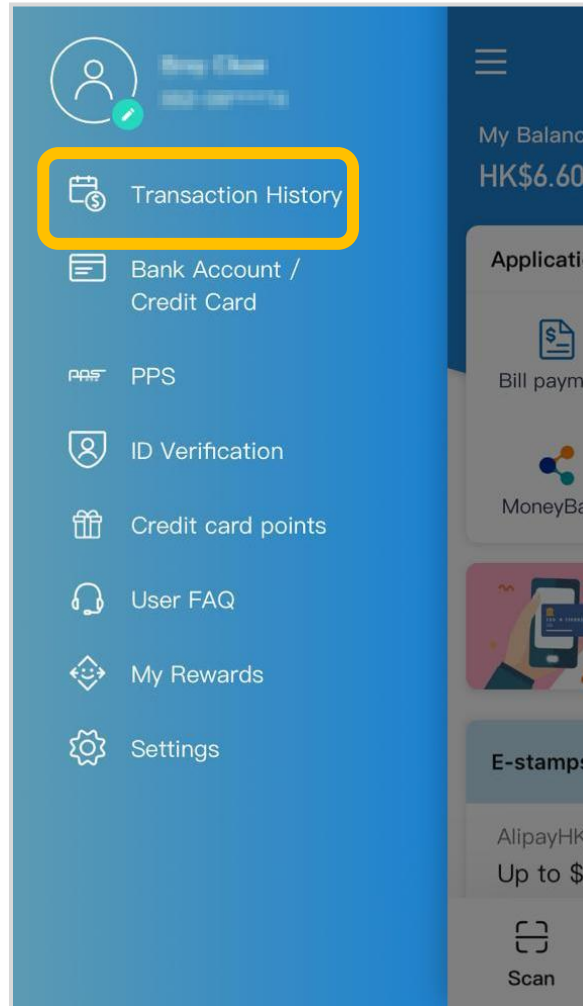 Transaction History
Bank Account /
Credit Card
PPS
ID Verification
Credit card points
User FAQ
My Rewards
Settings
My Balanc
HK$6.60
Applicati
Bill paym
MoneyBa
E-stamps
AlipayHK
Up to $
Scan